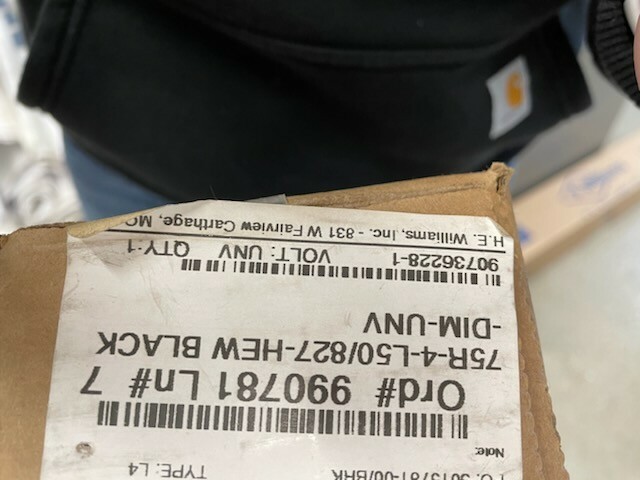 TYPE: L4
Note:
Ord# 990781 Ln# 7
75R-4-L50/827-HEW BLACK
-DIM-UNV
90736228-1 VOLT: UNV QTY:1
H.E. Williams, Inc. - 831 W Fairview Carthage, MO